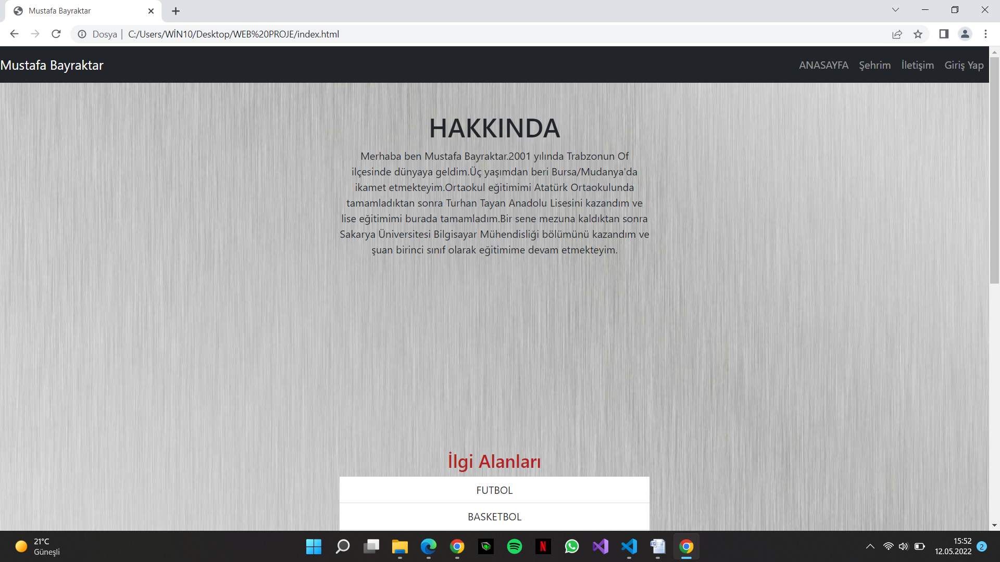 Mustafa Bayraktar
Dosya | C:/Users/WİN10/Desktop/WEB%20PROJE/index.html
Mustafa Bayraktar
ANASAYFA Şehrim İletişim Giriş Yap
HAKKINDA
Merhaba ben Mustafa Bayraktar.2001 yılında Trabzonun Of
ilçesinde dünyaya geldim.Üç yaşımdan beri Bursa/Mudanya'da
ikamet etmekteyim.Ortaokul eğitimimi Atatürk Ortaokulunda
tamamladıktan sonra Turhan Tayan Anadolu Lisesini kazandım ve
lise eğitimimi burada tamamladım.Bir sene mezuna kaldıktan sonra
Sakarya Üniversitesi Bilgisayar Mühendisliği bölümünü kazandım ve
şuan birinci sınıf olarak eğitimime devam etmekteyim.
İlgi Alanları
FUTBOL
BASKETBOL
21°C
Güneşli
N
15:52
12.05.2022
2